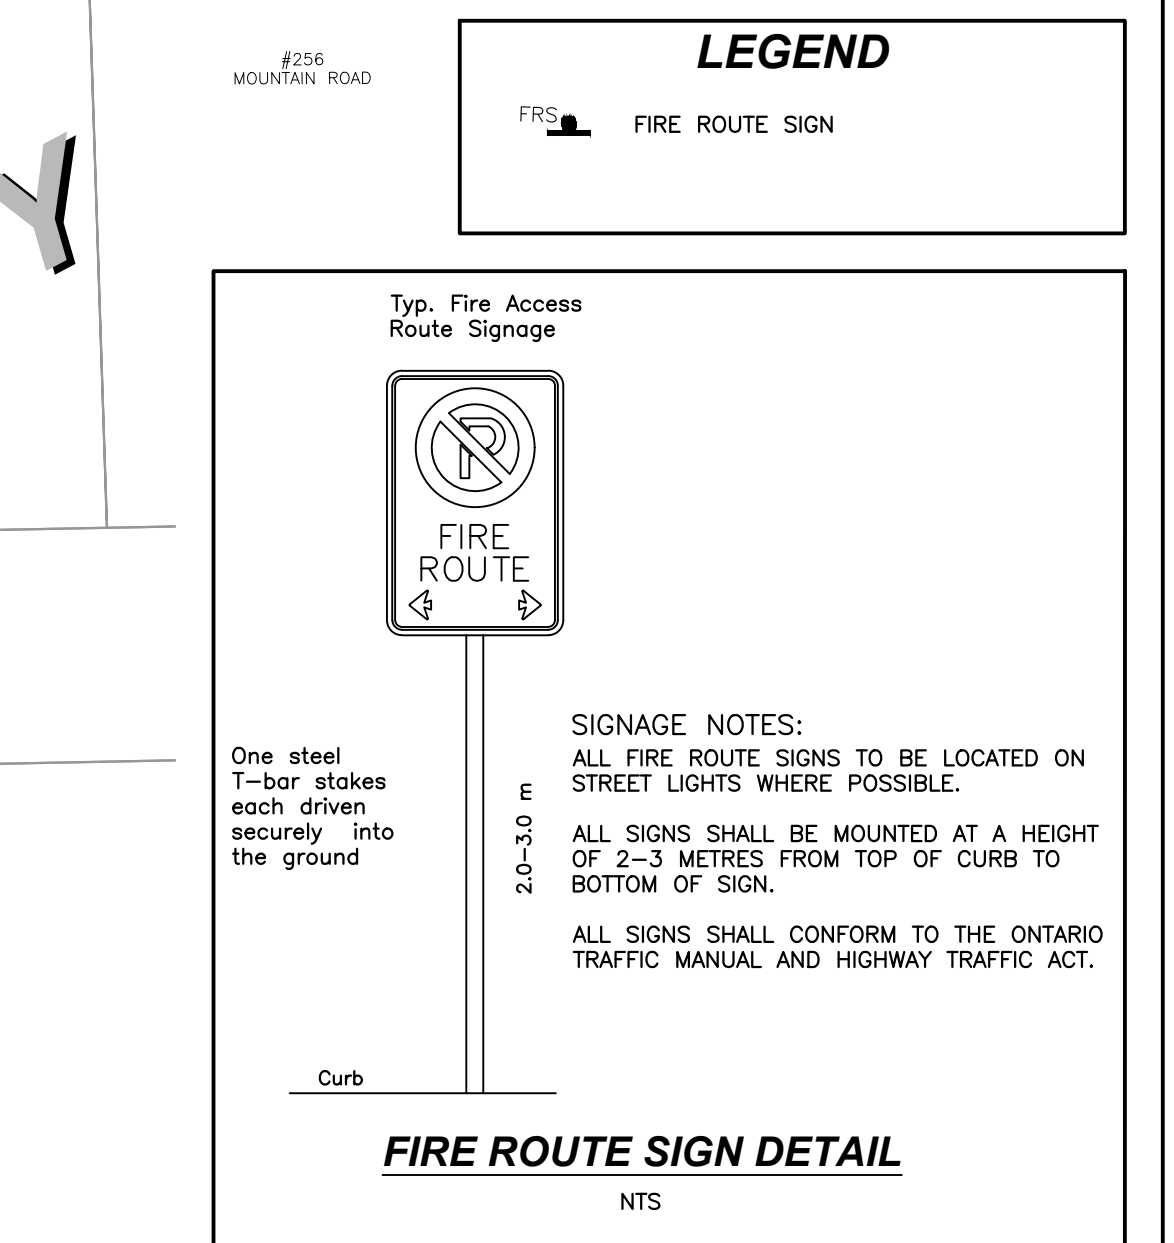 #256
MOUNTAIN ROAD
Y
LEGEND
FRS
FIRE ROUTE SIGN
Typ. Fire Access
Route Signage
P
FIRE
ROUTE
One steel
T-bar stakes
each driven
securely into
the ground
2.0-3.0 m
SIGNAGE NOTES:
ALL FIRE ROUTE SIGNS TO BE LOCATED ON
STREET LIGHTS WHERE POSSIBLE.
ALL SIGNS SHALL BE MOUNTED AT A HEIGHT
OF 2-3 METRES FROM TOP OF CURB TO
BOTTOM OF SIGN.
ALL SIGNS SHALL CONFORM TO THE ONTARIO
TRAFFIC MANUAL AND HIGHWAY TRAFFIC ACT.
Curb
FIRE ROUTE SIGN DETAIL
NTS